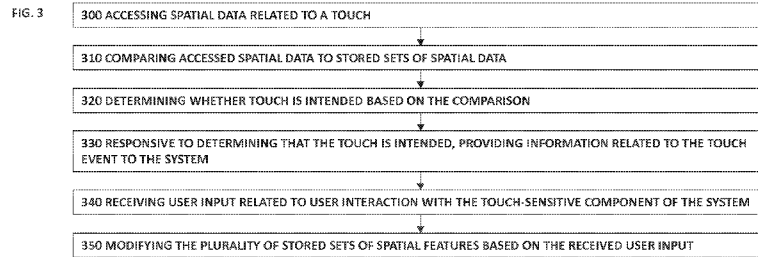 FIG. 3
300 ACCESSING SPATIAL DATA RELATED TO A TOUCH
310 COMPARING ACCESSED SPATIAL DATA TO STORED SETS OF SPATIAL DATA
320 DETERMINING WHETHER TOUCH IS INTENDED BASED ON THE COMPARISON
330 RESPONSIVE TO DETERMINING THAT THE TOUCH IS INTENDED, PROVIDING INFORMATION RELATED TO THE TOUCH
EVENT TO THE SYSTEM
340 RECEIVING USER INPUT RELATED TO USER INTERACTION WITH THE TOUCH-SENSITIVE COMPONENT OF THE SYSTEM
350 MODIFYING THE PLURALITY OF STORED SETS OF SPATIAL FEATURES BASED ON THE RECEIVED USER INPUT